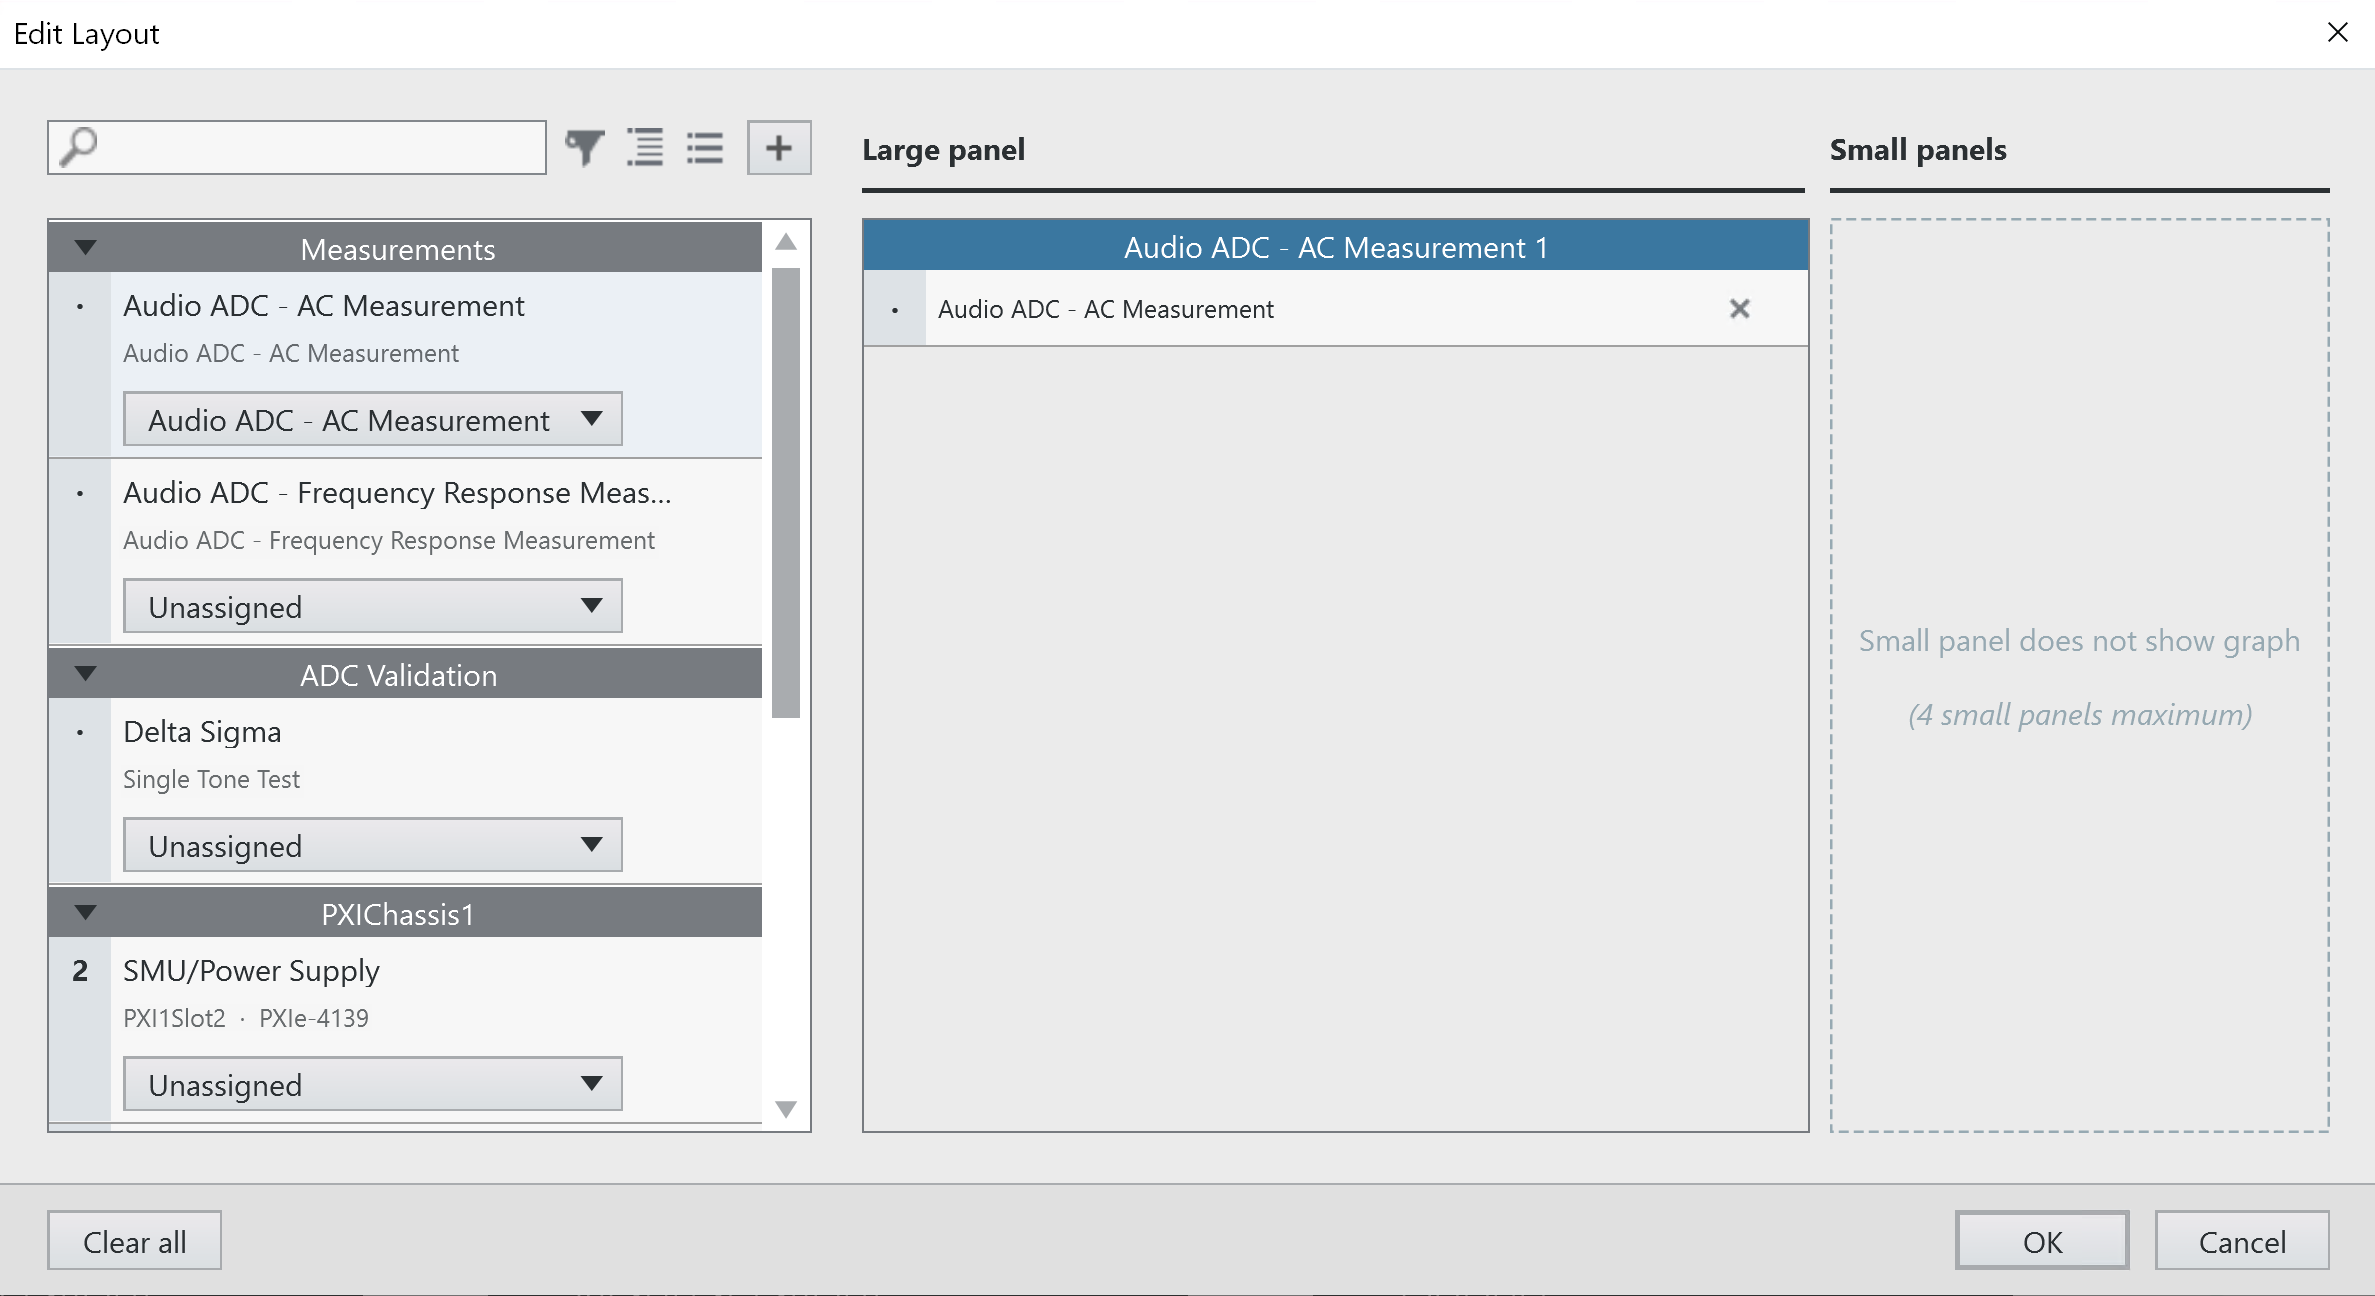 Edit Layout
Large panel
Small panels
Measurements
Audio ADC - AC Measurement
Audio ADC - AC Measurement
Audio ADC - AC Measurement
Audio ADC - Frequency Response Meas...
Audio ADC - Frequency Response Measurement
Unassigned
ADC Validation
Delta Sigma
Single Tone Test
Unassigned
PXIChassis1
2 SMU/Power Supply
PXI1Slot2 · PXIe-4139
Unassigned
Audio ADC - AC Measurement 1
Audio ADC - AC Measurement
Small panel does not show graph
(4 small panels maximum)
Clear all
OK
Cancel